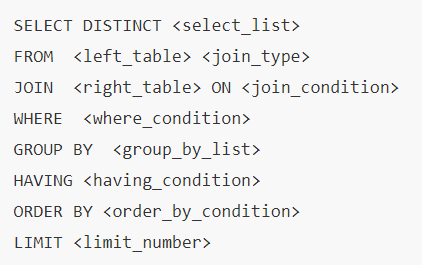 SELECT DISTINCT <select_list>
FROM  <left_table> <join_type>
JOIN  <right_table> ON <join_condition>
WHERE  <where_condition>
GROUP BY  <group_by_list>
HAVING <having_condition>
ORDER BY <order_by_condition>
LIMIT <limit_number>